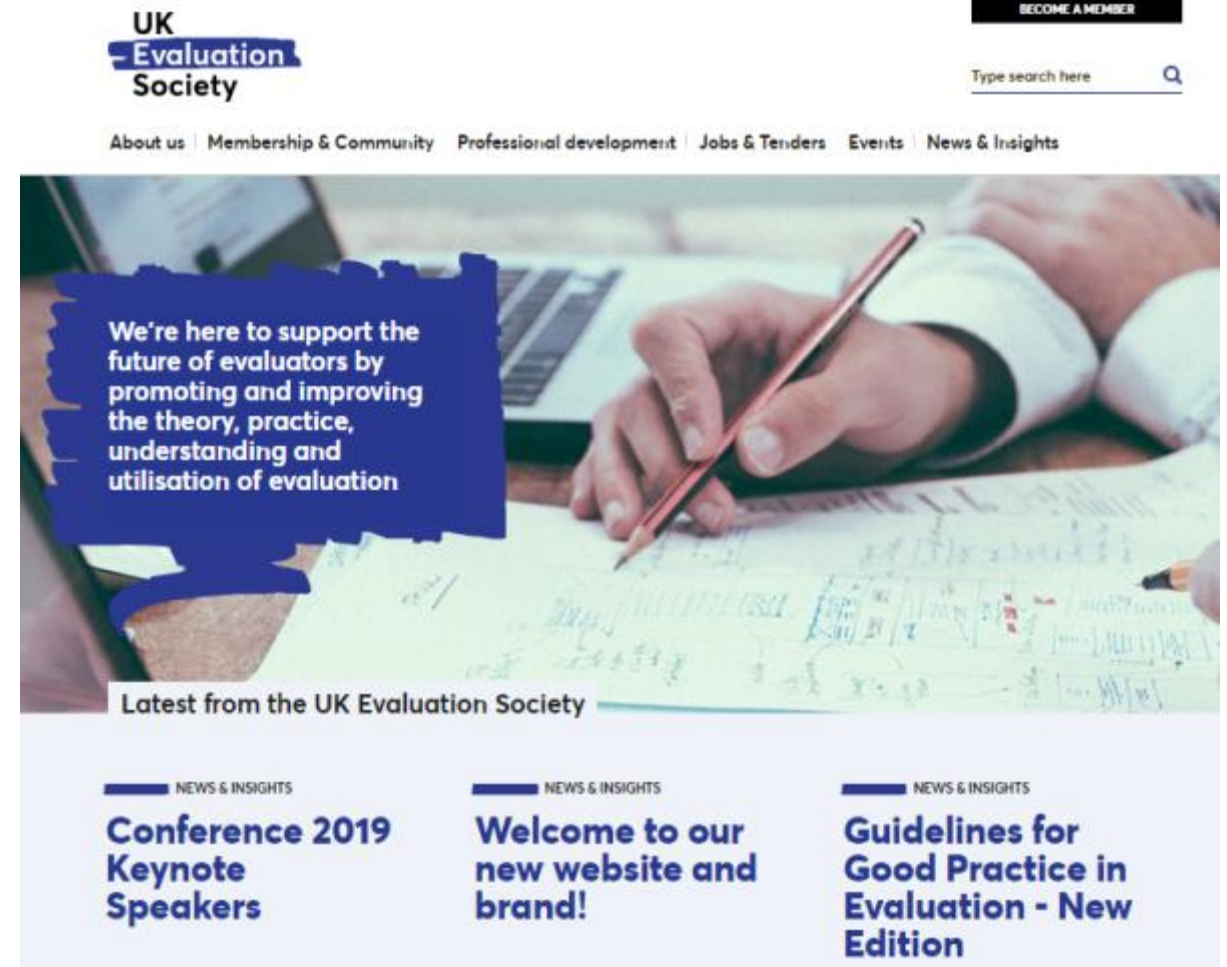 UK
Evaluation
Society
BECOME A MEMBER
Type search here
About us Membership & Community Professional development Jobs & Tenders Events News & Insights
We're here to support the
future of evaluators by
promoting and improving
the theory, practice,
understanding and
utilisation of evaluation
Latest from the UK Evaluation Society
NEWS & INSIGHTS
Conference 2019
Keynote
Speakers
NEWS & INSIGHTS
Welcome to our
new website and
brand!
NEWS & INSIGHTS
Guidelines for
Good Practice in
Evaluation - New
Edition